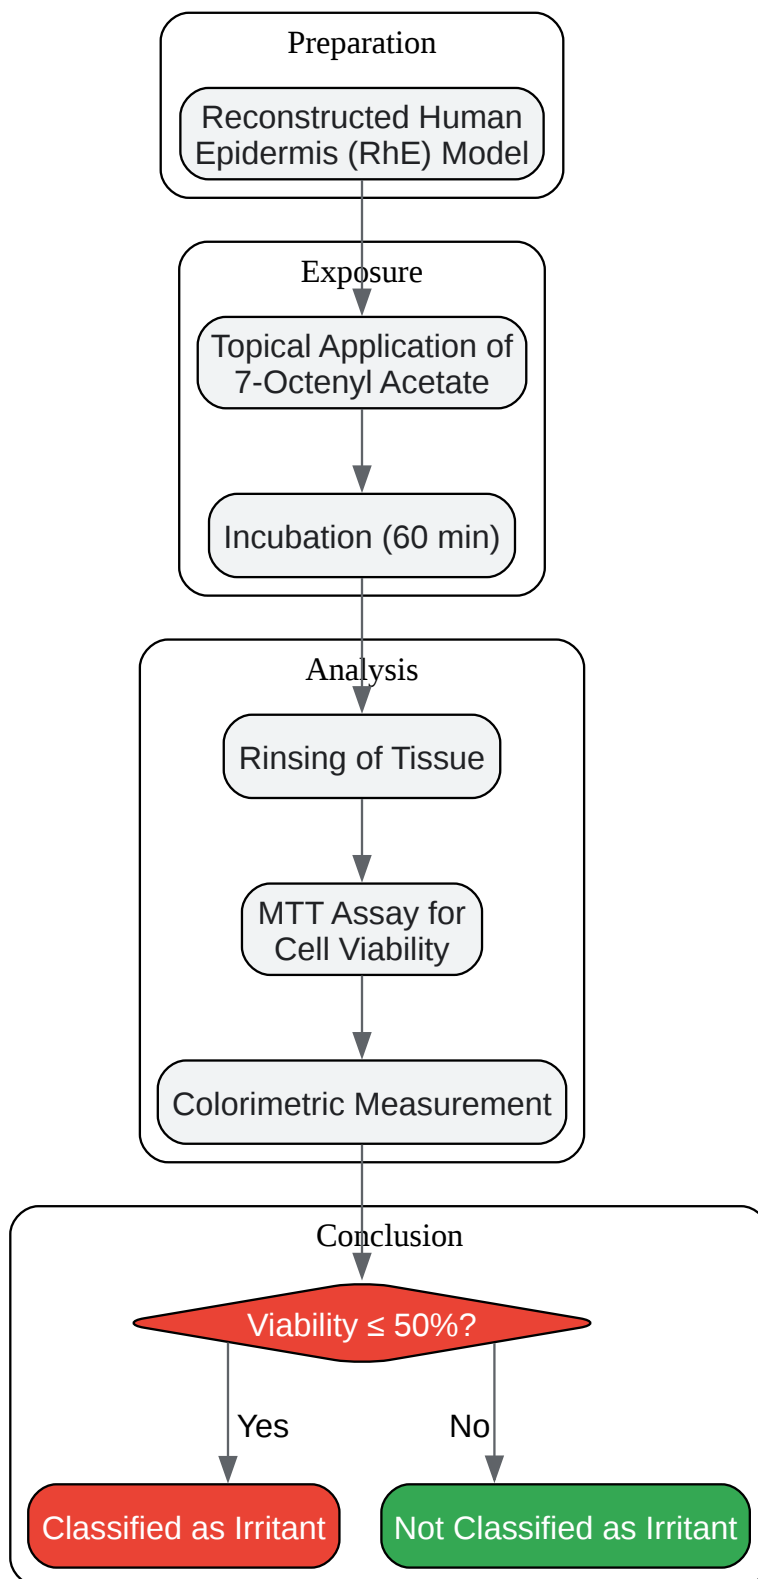 Preparation
Reconstructed Human
Epidermis (RhE) Model
Exposure
Topical Application of
7-Octenyl Acetate
Incubation (60 min)
Analysis
Rinsing of Tissue
MTT Assay for
Cell Viability
Colorimetric Measurement
Conclusion
Viability ≤ 50%?
Yes
No
Classified as Irritant
Not Classified as Irritant